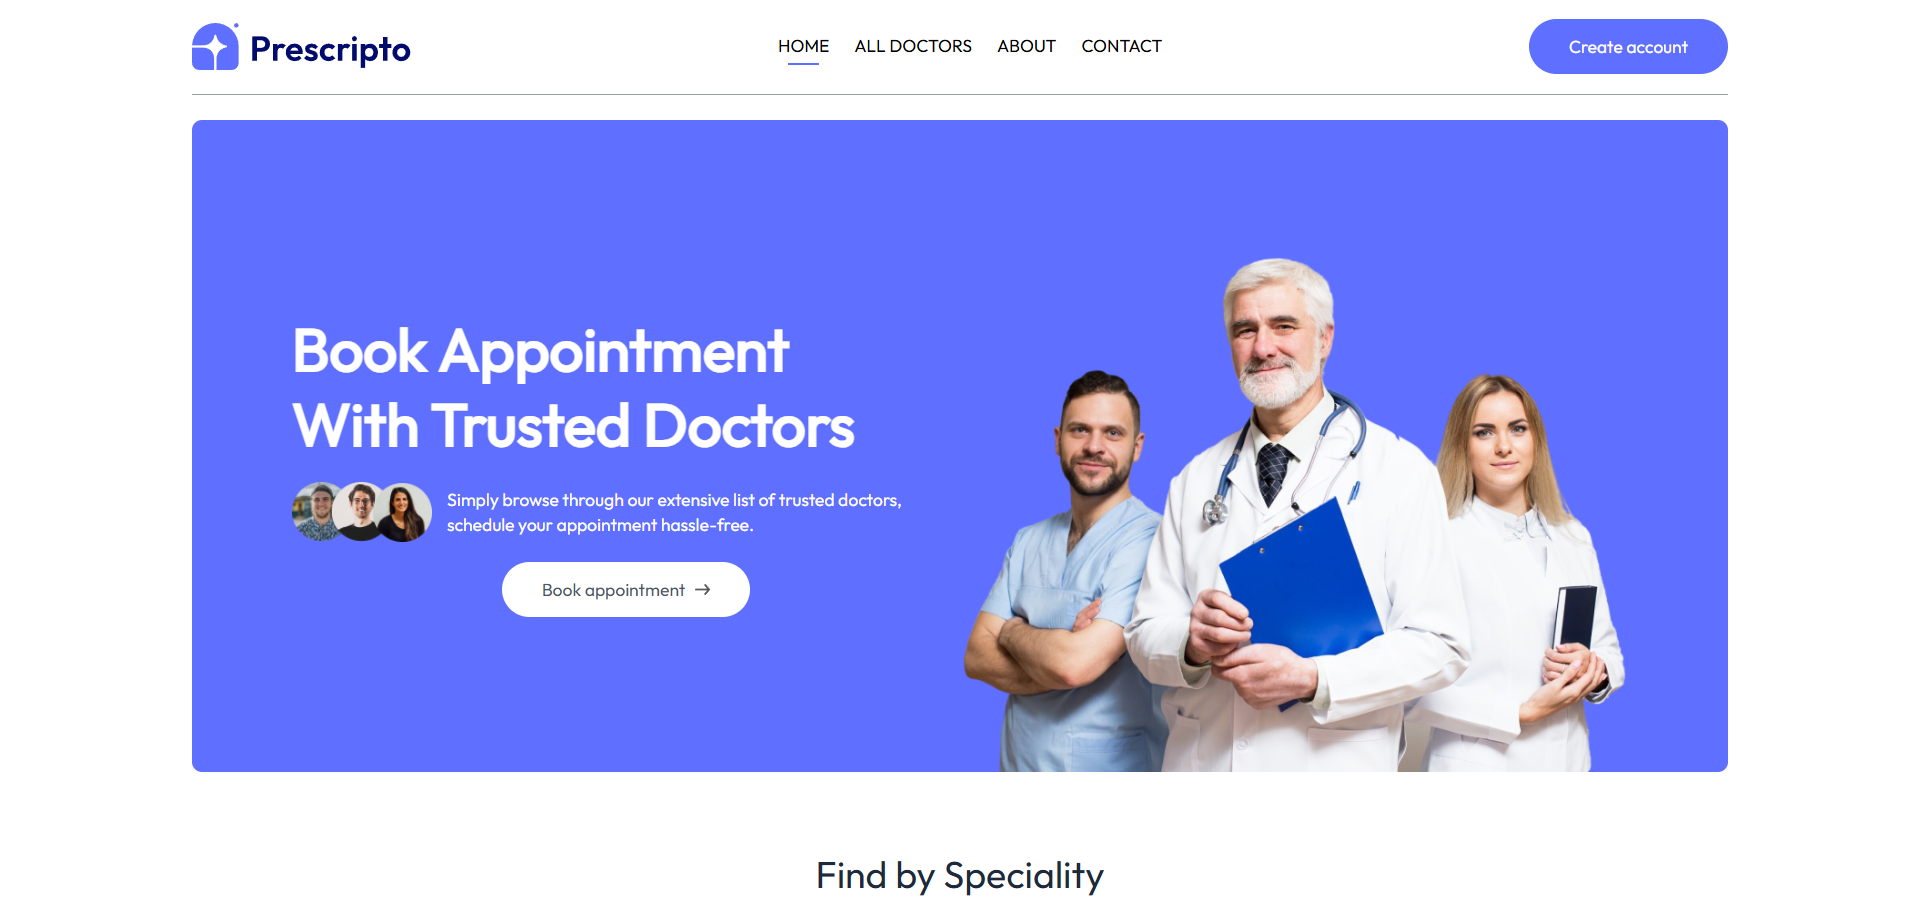 Prescripto
HOME
ALL DOCTORS
ABOUT
CONTACT
Create account
Book Appointment
With Trusted Doctors
Simply browse through our extensive list of trusted doctors,
schedule your appointment hassle-free.
Book appointment →
Find by Speciality